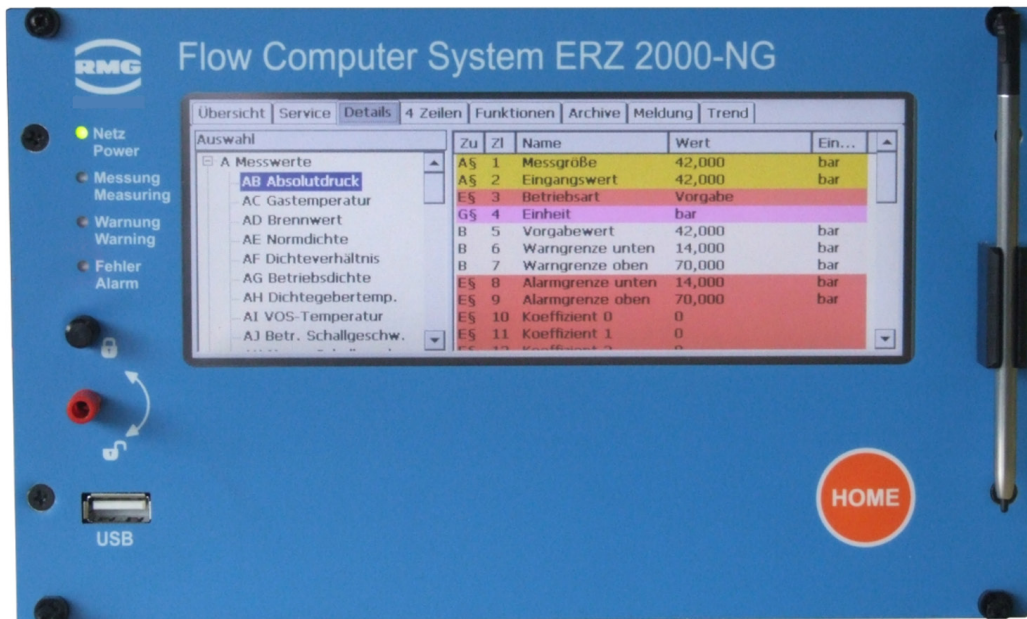 RMG
Flow Computer System ERZ 2000-NG
Netz
Power
Messung
Measuring
Warnung
Warning
Fehler
Alarm
USB
Übersicht Service Details 4 Zeilen Funktionen Archive Meldung Trend
Auswahl
A Messwerte
AB Absolutdruck
AC Gastemperatur
AD Brennwert
AE Normdichte
AF Dichteverhältnis
AG Betriebsdichte
AH Dichtegebertemp.
AI VOS-Temperatur
AJ Betr. Schallgeschw.
Zu Zl Name Wert Ein...
A§ 1 Messgröße 42,000 bar
A§ 2 Eingangswert 42,000 bar
E§ 3 Betriebsart Vorgabe
G§ 4 Einheit bar
B 5 Vorgabewert 42,000 bar
B 6 Warngrenze unten 14,000 bar
B 7 Warngrenze oben 70,000 bar
E§ 8 Alarmgrenze unten 14,000 bar
E§ 9 Alarmgrenze oben 70,000 bar
E§ 10 Koeffizient 0 0
E§ 11 Koeffizient 1 0
HOME